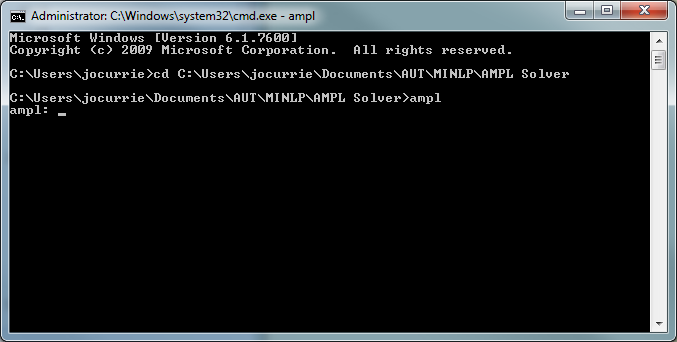 Administrator: C:\Windows\system32\cmd.exe - ampl
Microsoft Windows [Version 6.1.7600]
Copyright (c) 2009 Microsoft Corporation.  All rights reserved.
C:\Users\jocurrie>cd C:\Users\jocurrie\Documents\AUT\MINLP\AMPL Solver
C:\Users\jocurrie\Documents\AUT\MINLP\AMPL Solver>ampl
ampl: _